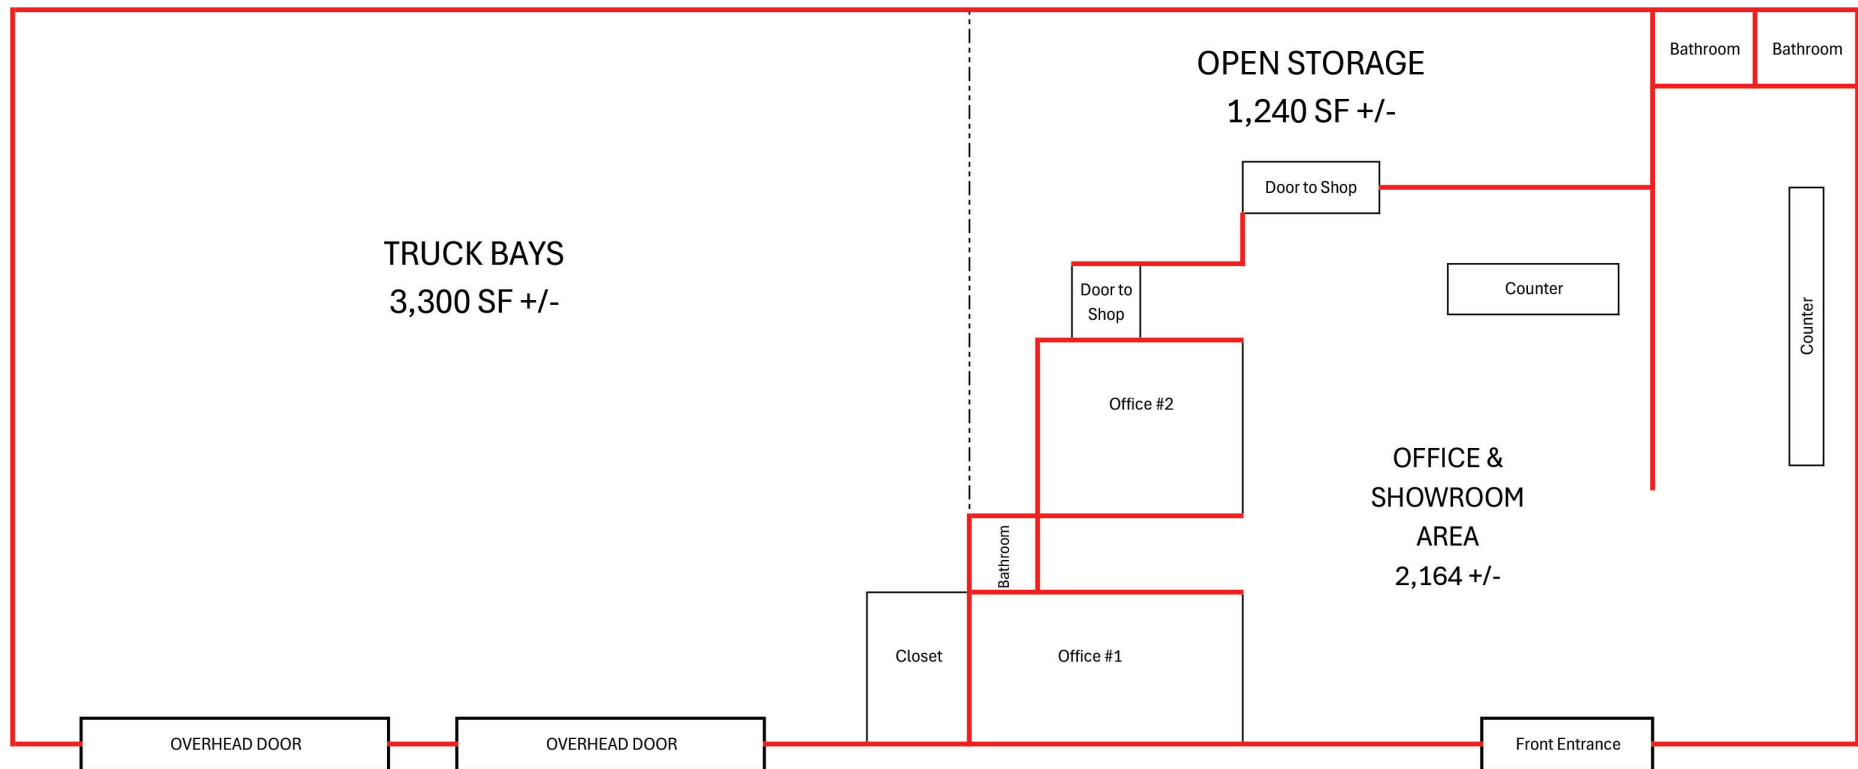 OPEN STORAGE
1,240 SF +/-
Bathroom
Bathroom
Door to Shop
TRUCK BAYS
3,300 SF +/-
Door to
Shop
Counter
Counter
Office #2
OFFICE &
SHOWROOM
AREA
2,164 +/-
Bathroom
Closet
Office #1
OVERHEAD DOOR
OVERHEAD DOOR
Front Entrance